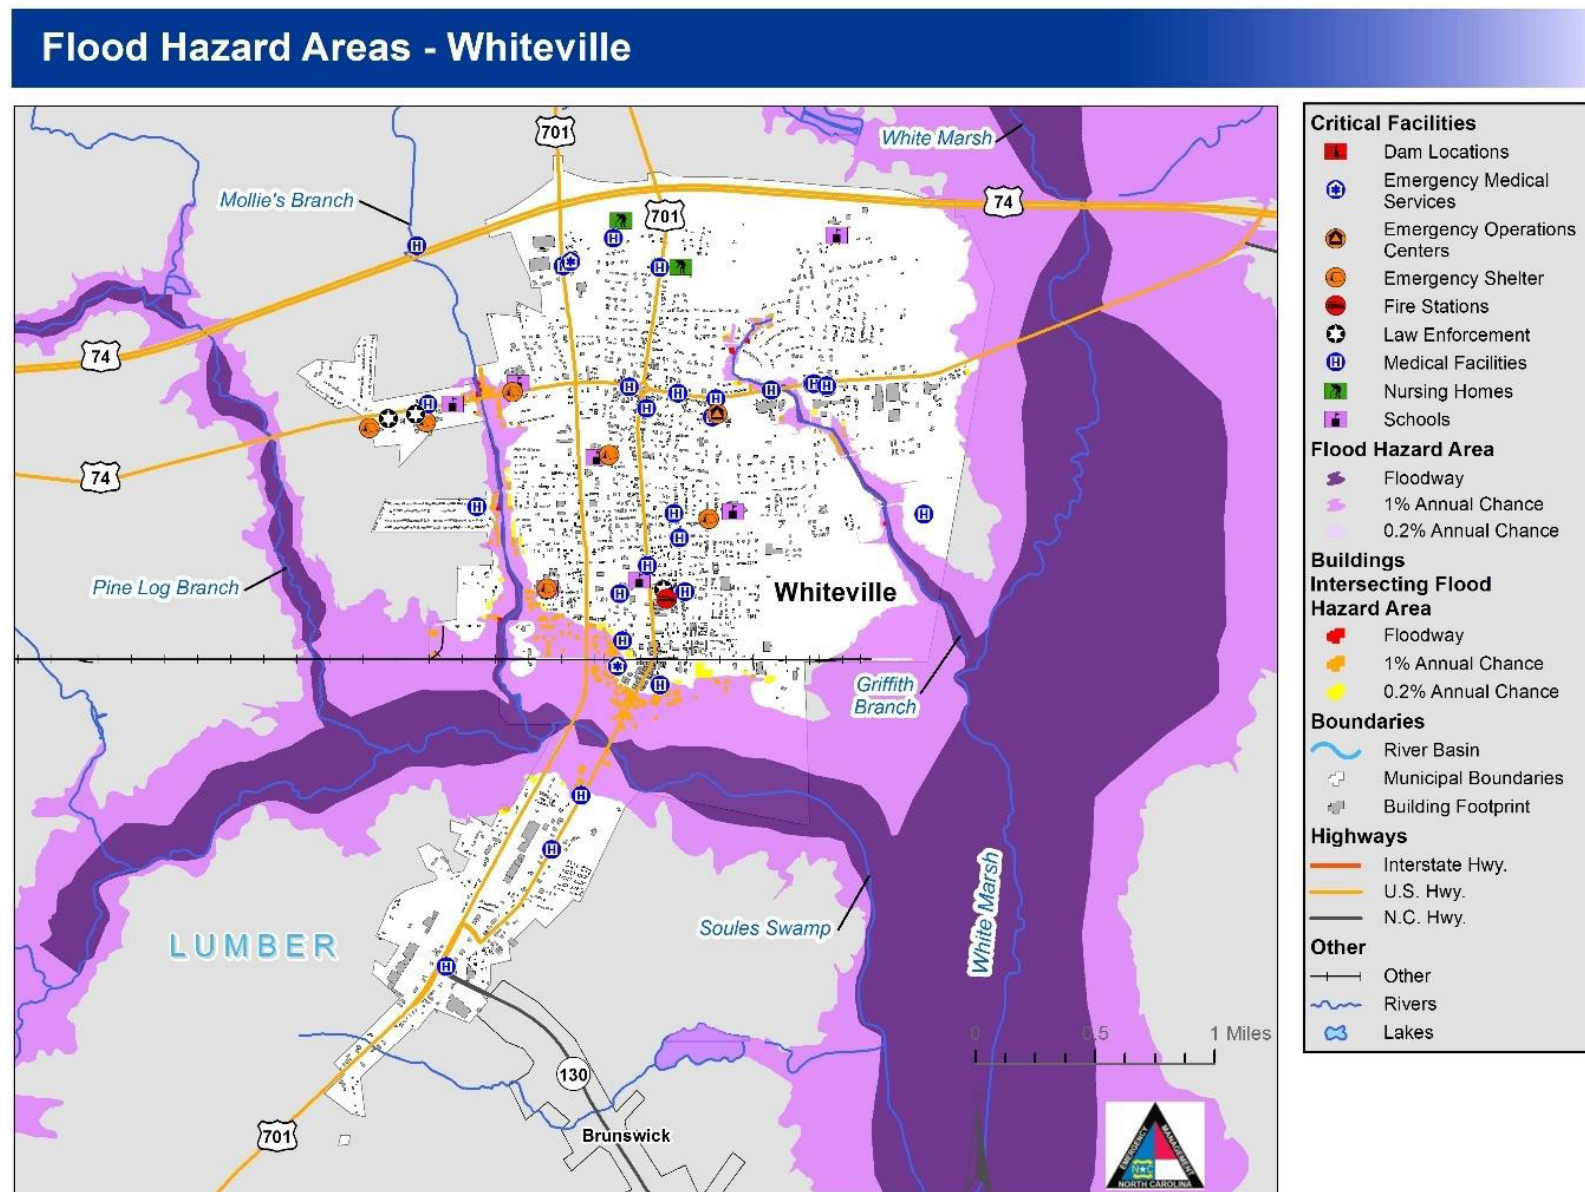 Flood Hazard Areas - Whiteville
701
White Marsh
Mollie's Branch
701
74
74
74
Pine Log Branch
Whiteville
Griffith
Branch
Soules Swamp
White Marsh
LUMBER
0 0.5 1 Miles
130
Brunswick
701
EMERGENCY
MANAGEMENT
N C
NORTH CAROLINA
Critical Facilities
Dam Locations
Emergency Medical
Services
Emergency Operations
Centers
Emergency Shelter
Fire Stations
Law Enforcement
H Medical Facilities
Nursing Homes
Schools
Flood Hazard Area
Floodway
1% Annual Chance
0.2% Annual Chance
Buildings
Intersecting Flood
Hazard Area
Floodway
1% Annual Chance
0.2% Annual Chance
Boundaries
River Basin
Municipal Boundaries
Building Footprint
Highways
Interstate Hwy.
U.S. Hwy.
N.C. Hwy.
Other
Other
Rivers
Lakes